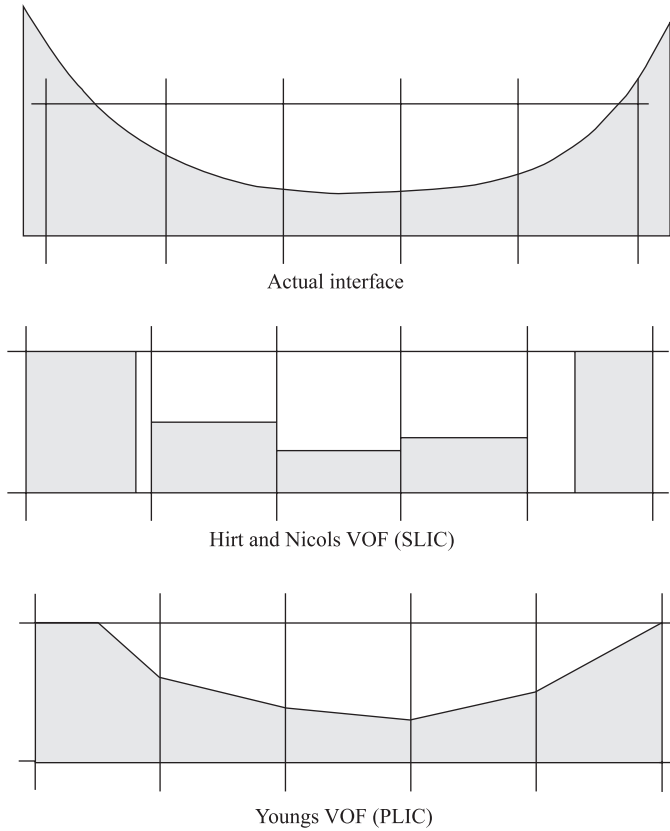 Actual interface
Hirt and Nicols VOF (SLIC)
Youngs VOF (PLIC)